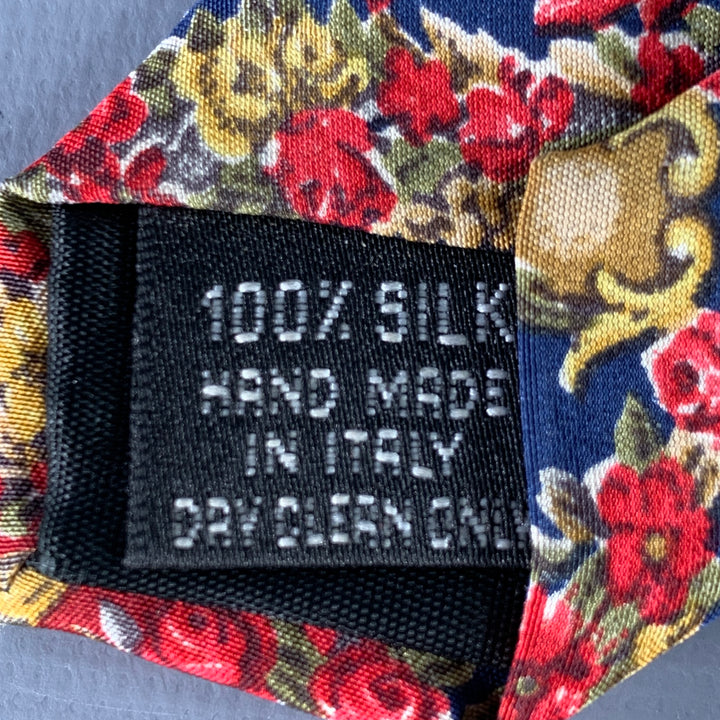 100% SILK
HAND MADE
IN ITALY
DRY CLEAN ONLY